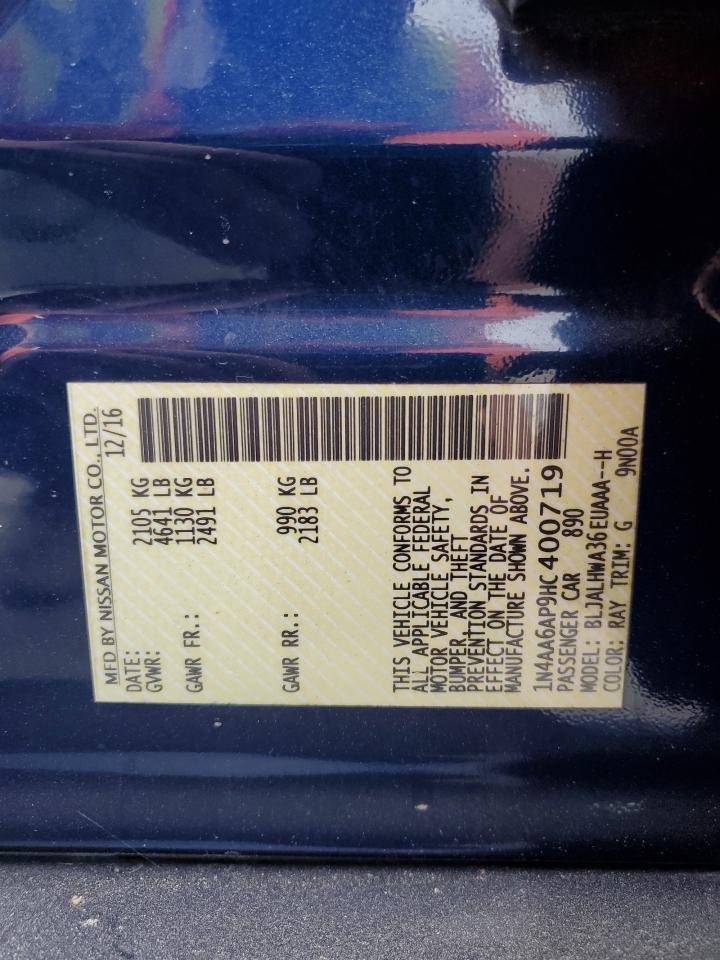 MFD BY NISSAN MOTOR CO., LTD.
DATE: 12/16
GVWR: 2105 KG
4641 LB
GAWR FR.: 1130 KG
2491 LB
GAWR RR.: 990 KG
2183 LB
THIS VEHICLE CONFORMS TO
ALL APPLICABLE FEDERAL
MOTOR VEHICLE SAFETY,
BUMPER, AND THEFT
PREVENTION STANDARDS IN
EFFECT ON THE DATE OF
MANUFACTURE SHOWN ABOVE.
1N4AA6AP9HC400719
PASSENGER CAR 890
MODEL: BLJALHWA36EUAAA--H
COLOR: RAY TRIM: G 9N00A